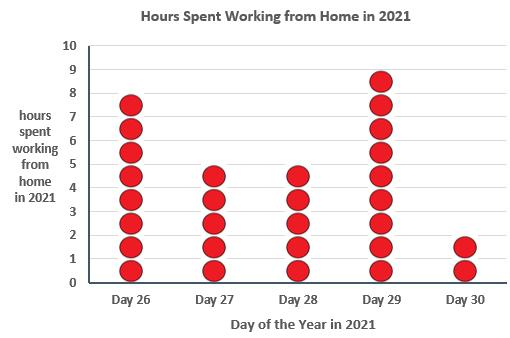 Hours Spent Working from Home in 2021
10
9
8
7
6
5
4
3
2
1
0
hours
spent
working
from
home
in 2021
Day 26 Day 27 Day 28 Day 29 Day 30
Day of the Year in 2021